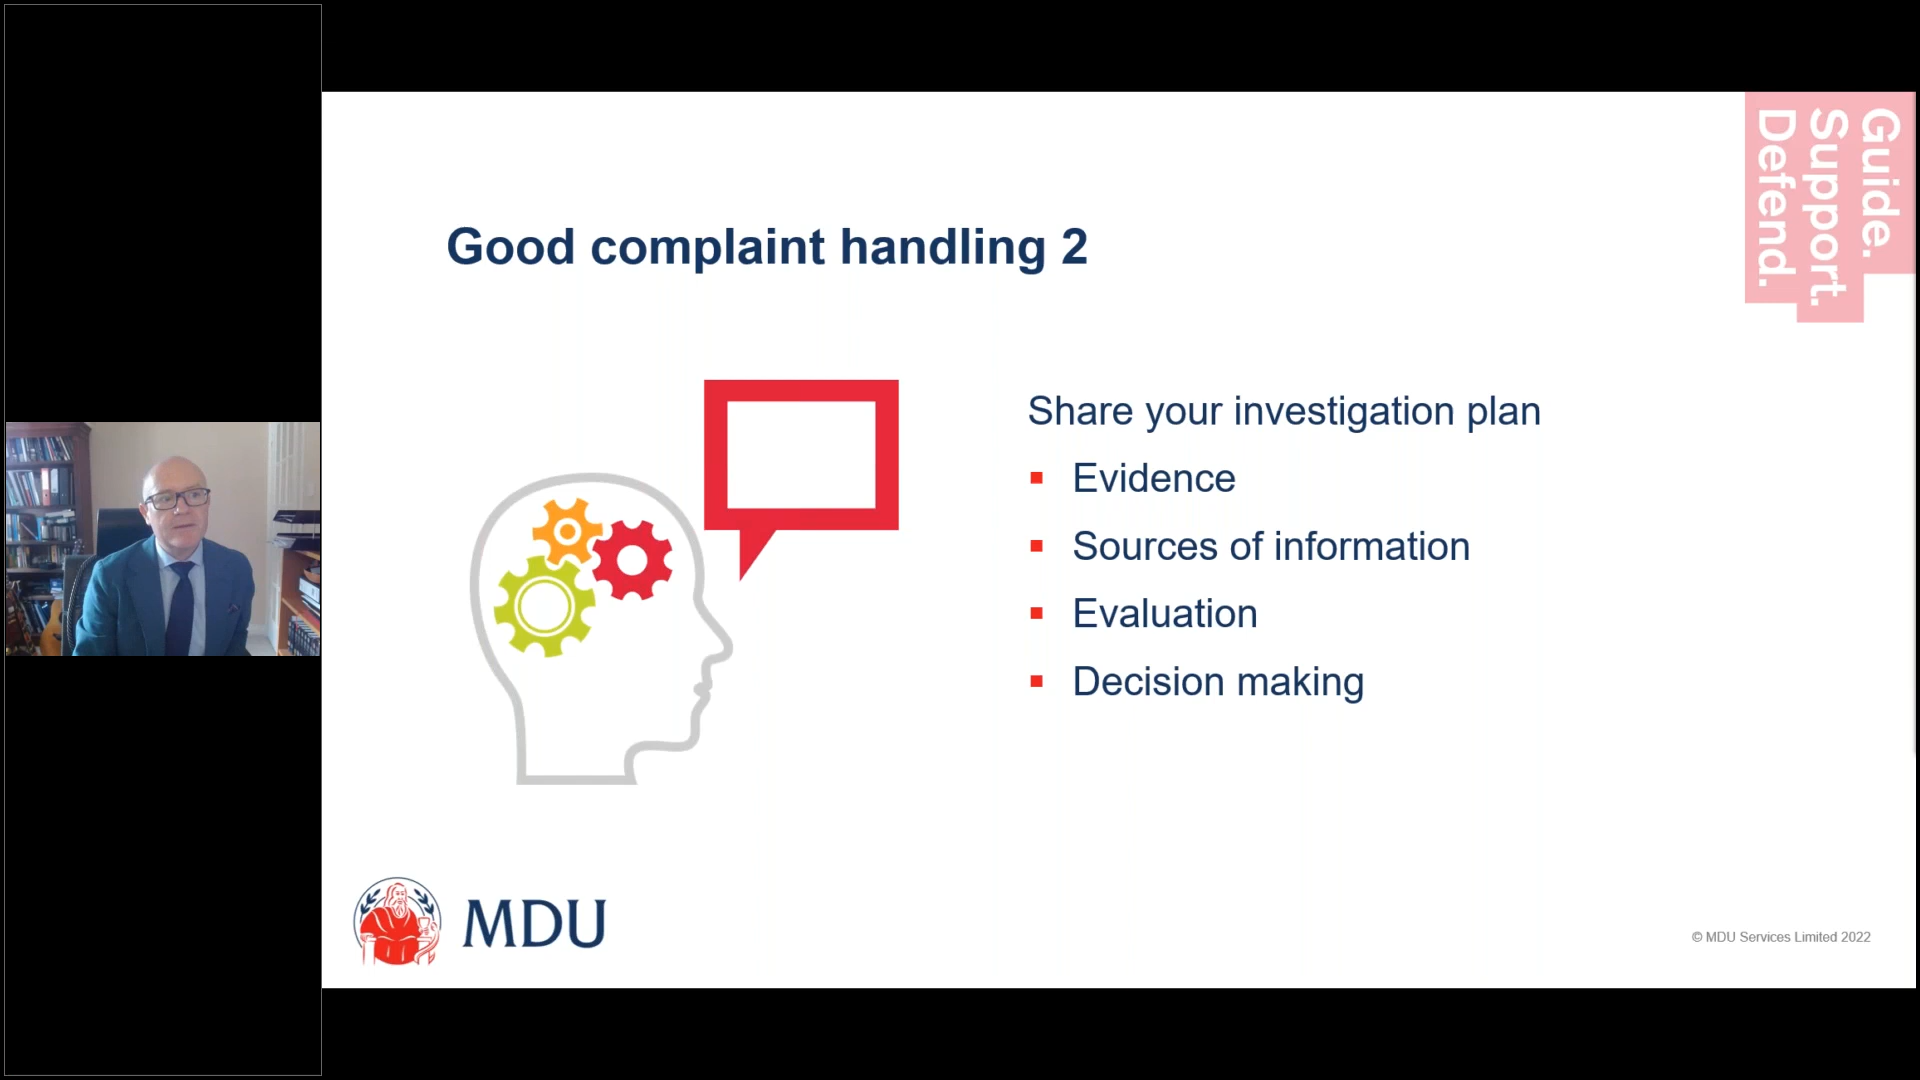 Guide.
Support.
Defend.
Good complaint handling 2
Share your investigation plan
Evidence
Sources of information
Evaluation
Decision making
MDU
© MDU Services Limited 2022